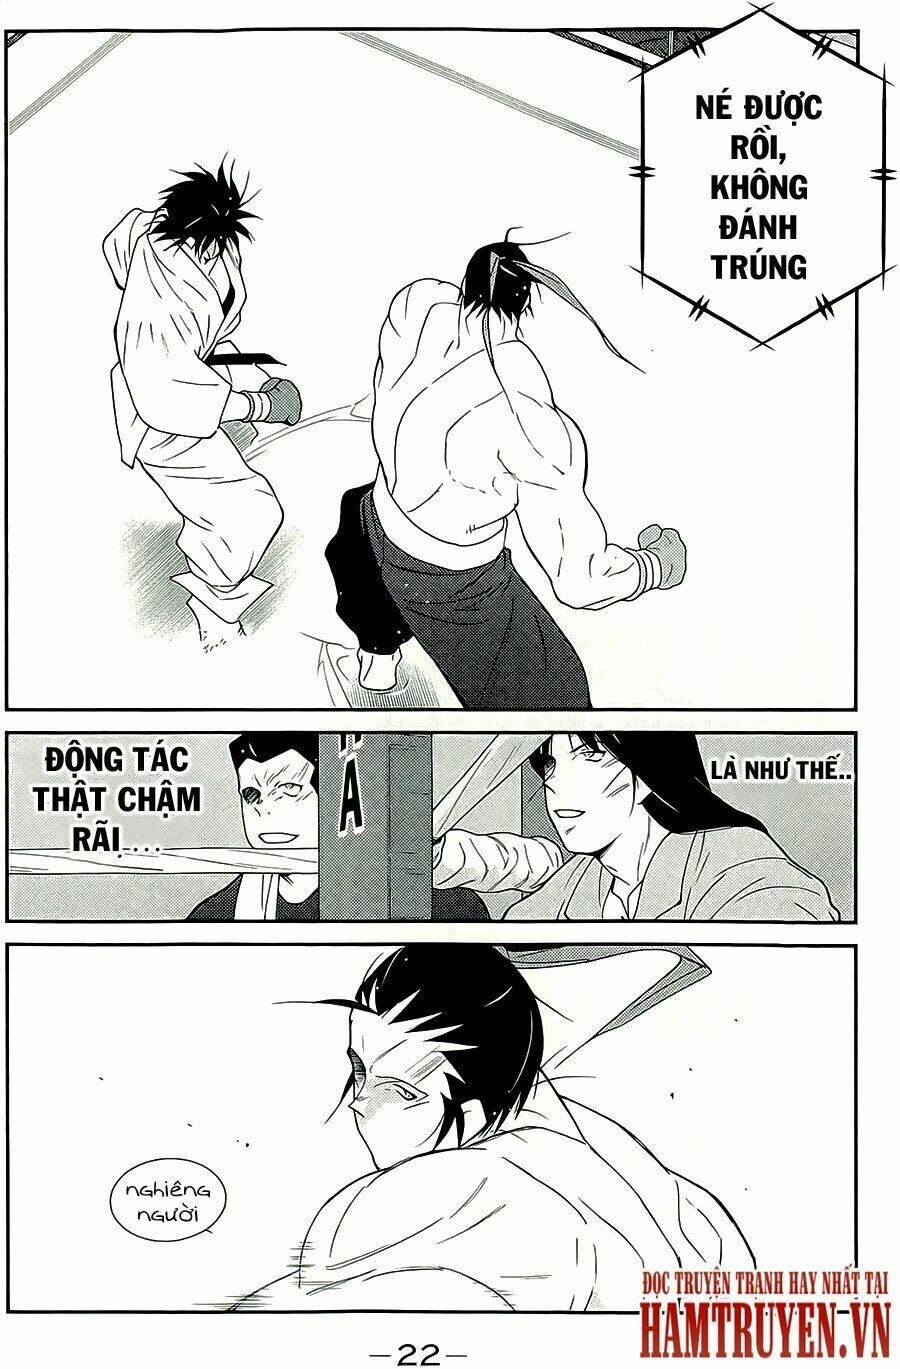 NÉ ĐƯỢC
RỒI,
KHÔNG
ĐÁNH
TRÚNG
ĐỘNG TÁC
THẬT CHẬM
RÃI ...
LÀ NHƯ THẾ..
nghiêng
người
ĐỌC TRUYỆN TRANH HAY NHẤT TẠI
HAMTRUYEN.VN
-22-